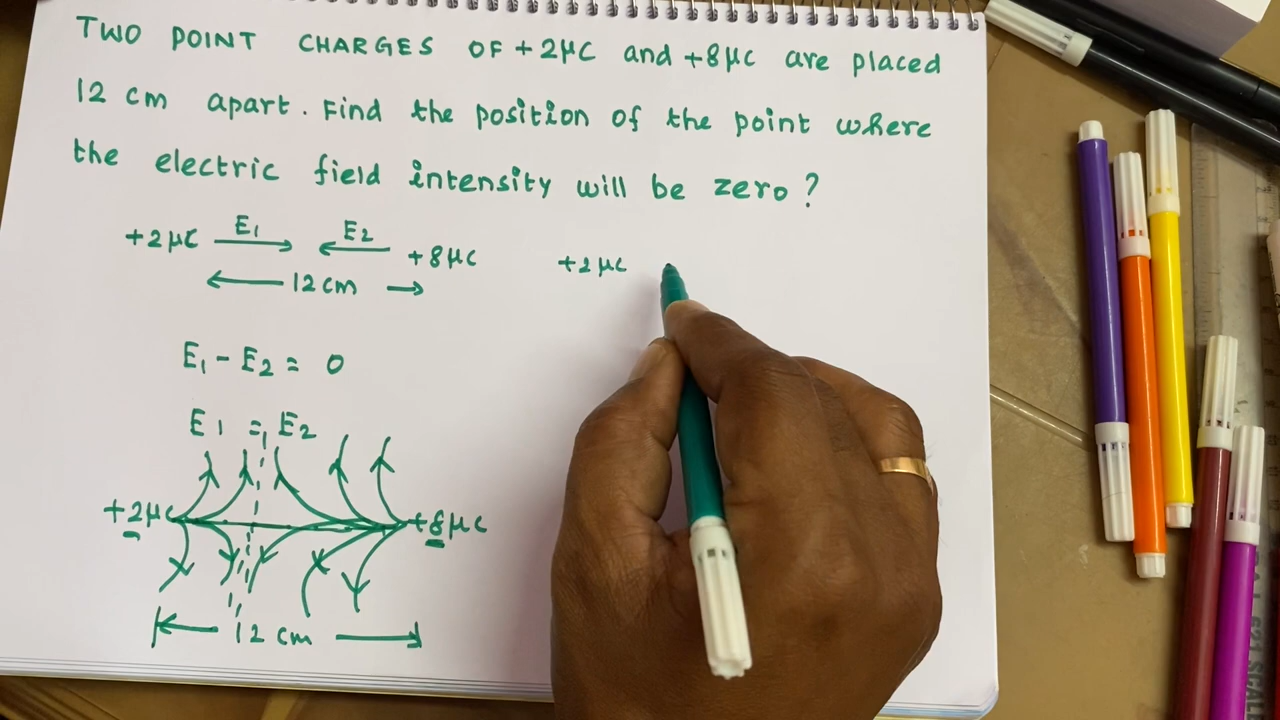 TWO POINT CHARGES OF +2μC and +8μC are placed
12 cm apart. Find the position of the point where
the electric field intensity will be zero?
+2μC E1 E2 +8μC
12cm
+2μC
E1 - E2 = 0
E1 = E2
+2μC +8μC
12 cm